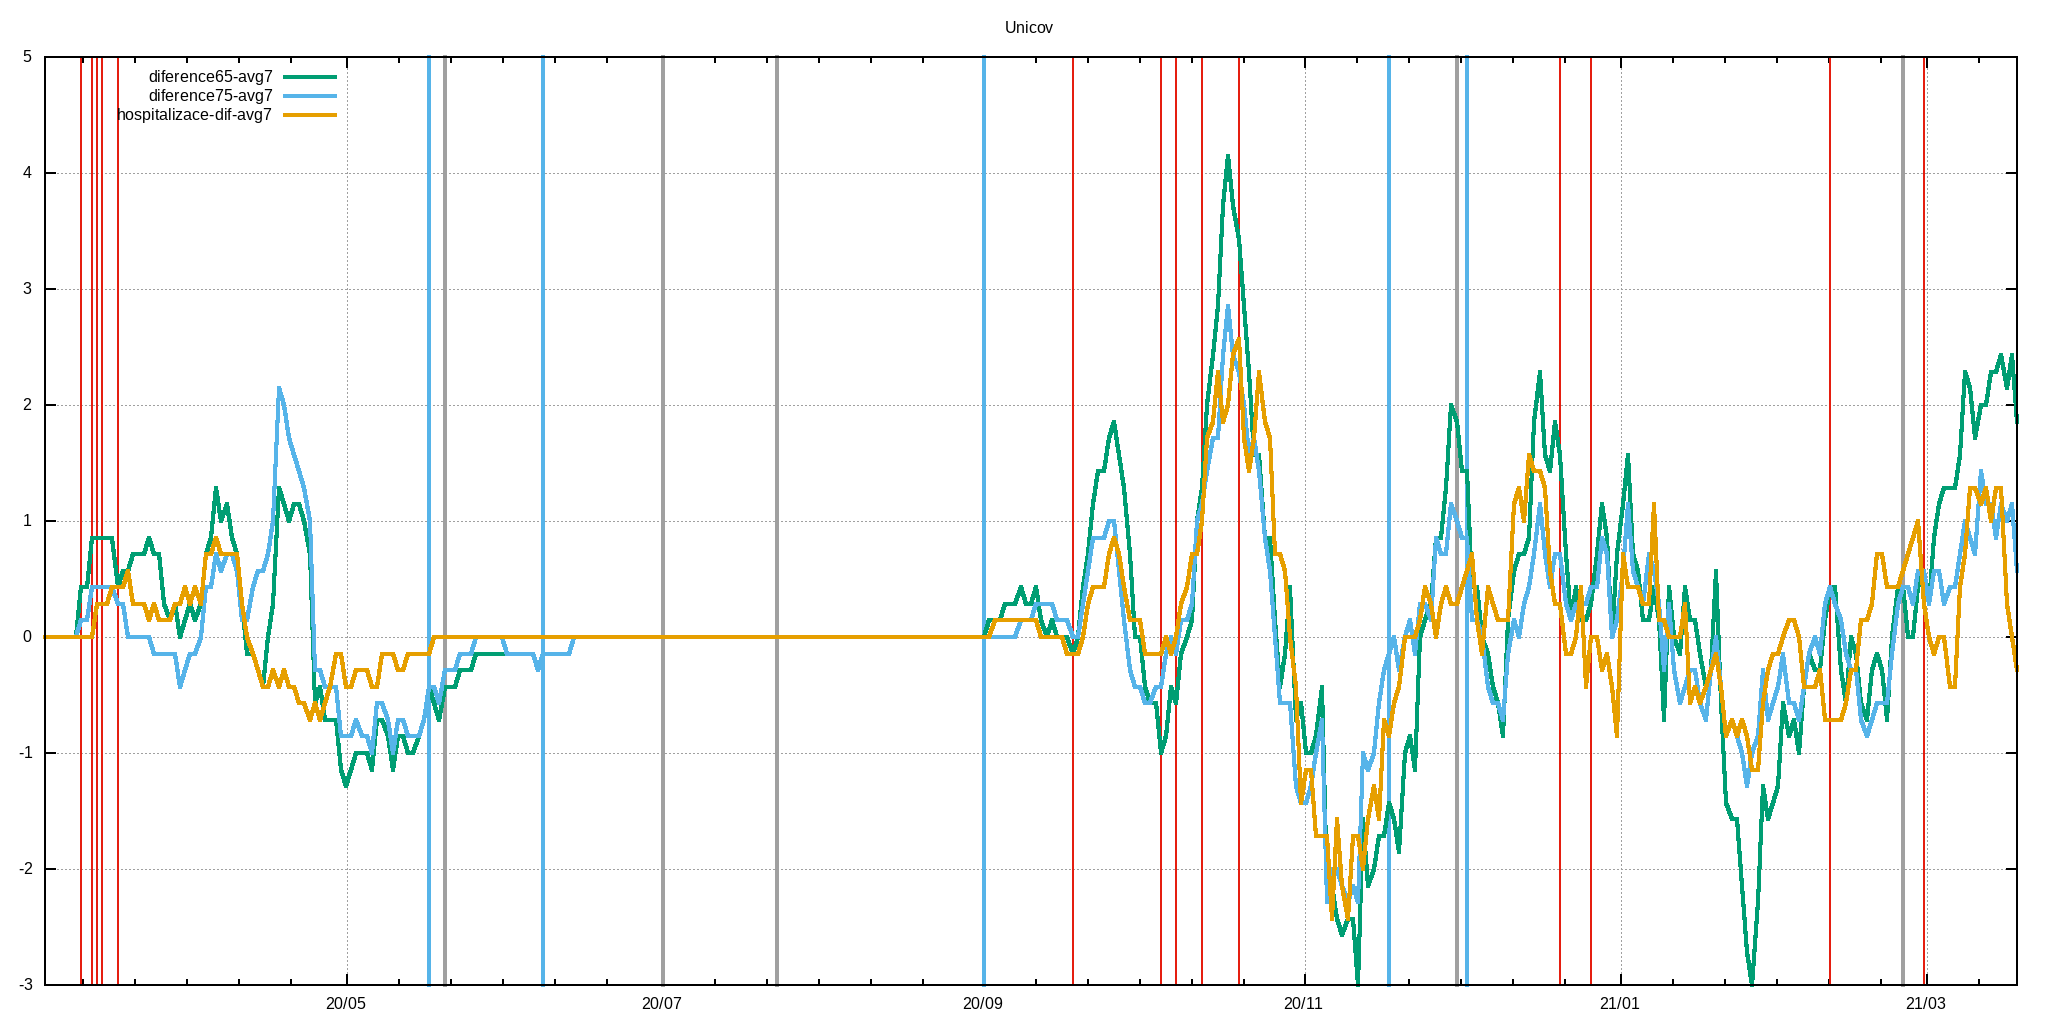 Unicov
5
diference65-avg7
diference75-avg7
hospitalizace-dif-avg7
4
3
2
1
0
-1
-2
-3
20/05 20/07 20/09 20/11 21/01 21/03